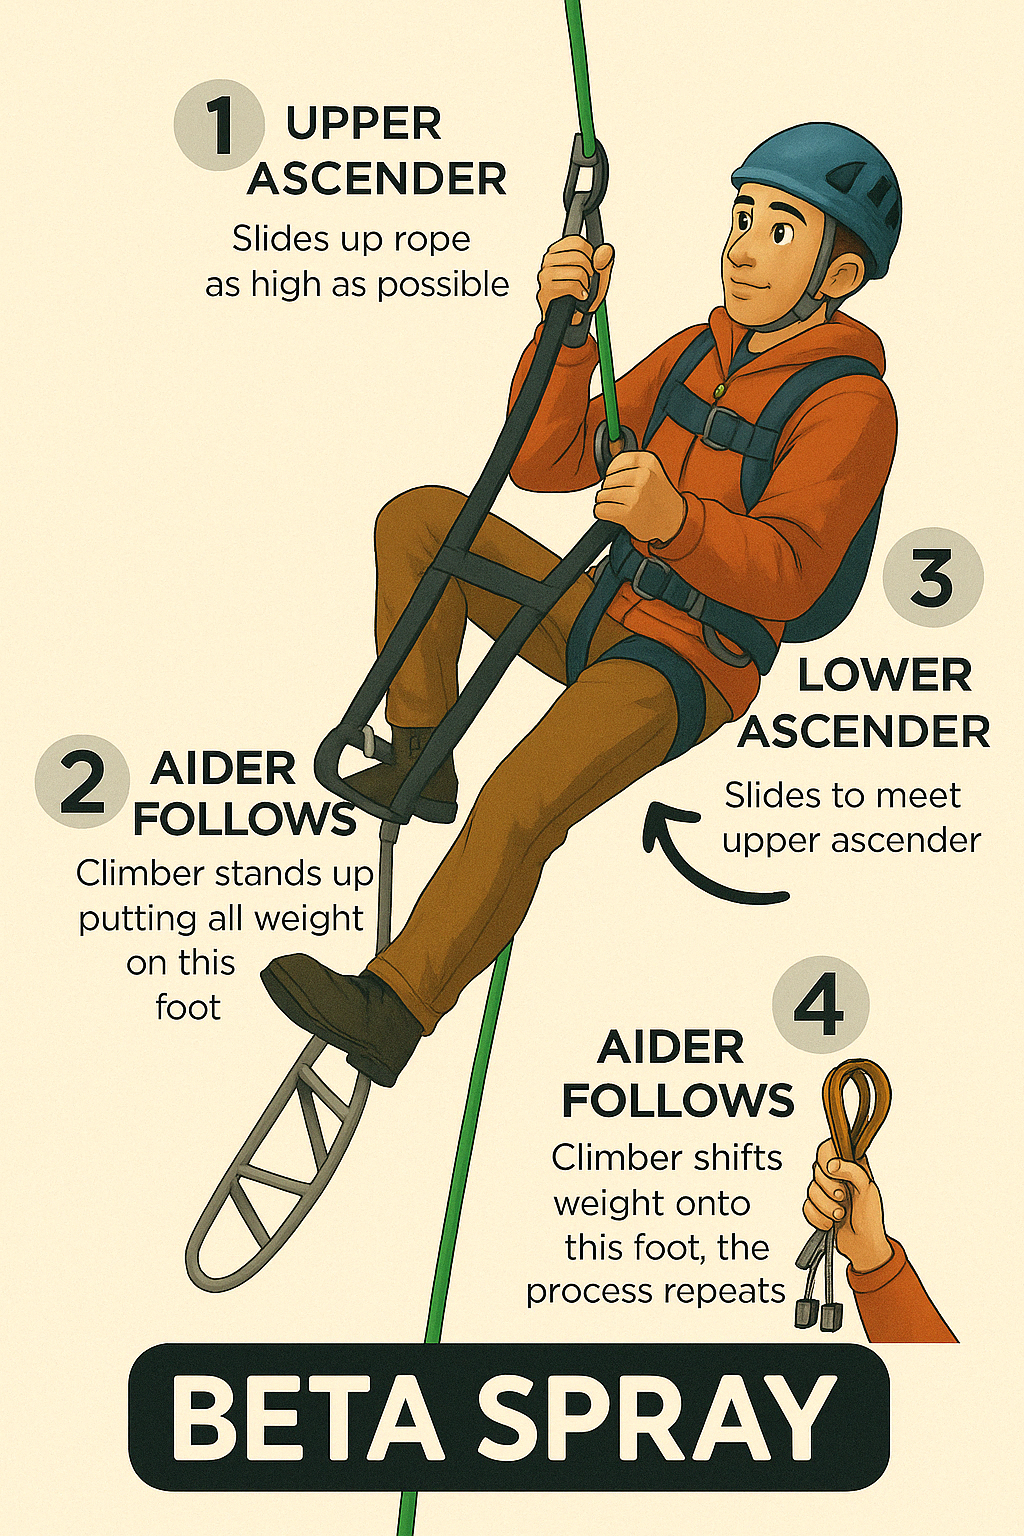 1
UPPER
ASCENDER
Slides up rope
as high as possible
2
AIDER
FOLLOWS
Climber stands up
putting all weight
on this
foot
3
LOWER
ASCENDER
Slides to meet
upper ascender
4
AIDER
FOLLOWS
Climber shifts
weight onto
this foot, the
process repeats
BETA SPRAY